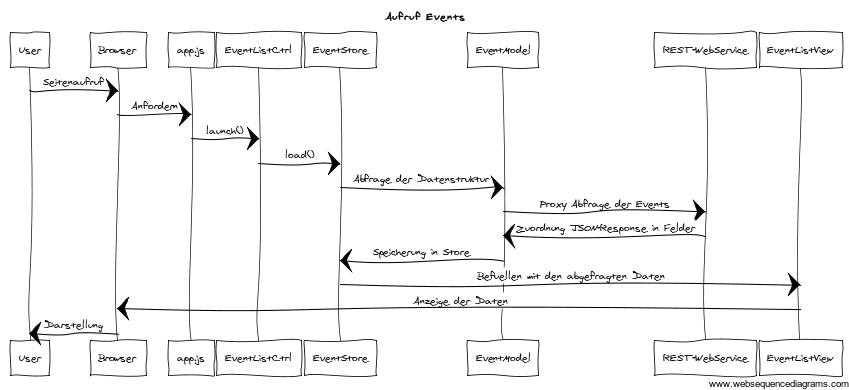 Aufruf Events
User Browser app.js EventListCtrl EventStore EventModel REST-WebService EventListView
Seitenaufruf
Anfordern
launch()
load()
Abfrage der Datenstruktur
Proxy Abfrage der Events
Zuordnung JSON-Response in Felder
Speicherung in Store
Befuellen mit den abgefragten Daten
Anzeige der Daten
Darstellung
User Browser app.js EventListCtrl EventStore EventModel REST-WebService EventListView
www.websequencediagrams.com